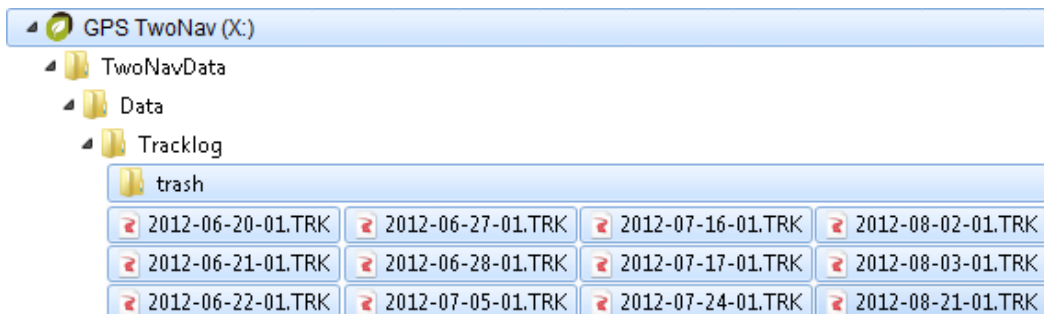 GPS TwoNav (X:)
TwoNavData
Data
Tracklog
trash
2012-06-20-01.TRK 2012-06-27-01.TRK 2012-07-16-01.TRK 2012-08-02-01.TRK
2012-06-21-01.TRK 2012-06-28-01.TRK 2012-07-17-01.TRK 2012-08-03-01.TRK
2012-06-22-01.TRK 2012-07-05-01.TRK 2012-07-24-01.TRK 2012-08-21-01.TRK